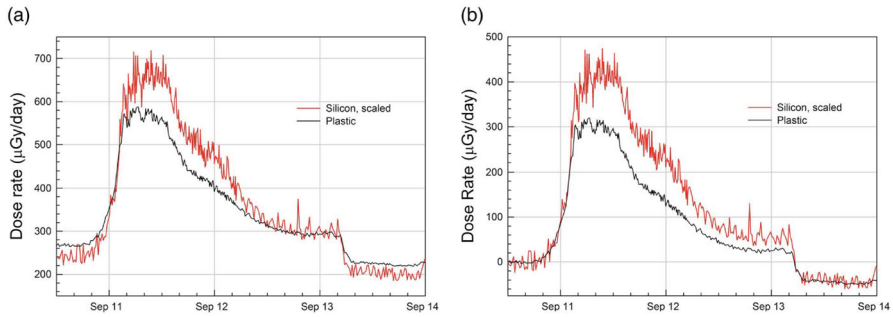 (a)
Dose rate (μGy/day)
700
600
500
400
300
200
Silicon, scaled
Plastic
Sep 11
Sep 12
Sep 13
Sep 14
(b)
Dose Rate (μGy/day)
500
400
300
200
100
0
Silicon, scaled
Plastic
Sep 11
Sep 12
Sep 13
Sep 14